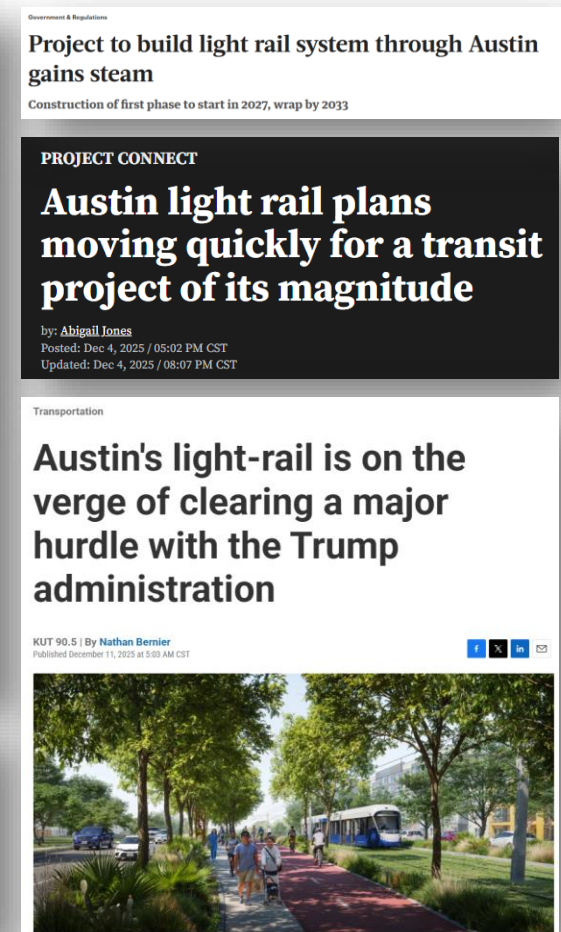 Government & Regulations
Project to build light rail system through Austin
gains steam
Construction of first phase to start in 2027, wrap by 2033
PROJECT CONNECT
Austin light rail plans
moving quickly for a transit
project of its magnitude
by: Abigail Jones
Posted: Dec 4, 2025 / 05:02 PM CST
Updated: Dec 4, 2025 / 08:07 PM CST
Transportation
Austin's light-rail is on the
verge of clearing a major
hurdle with the Trump
administration
KUT 90.5 | By Nathan Bernier
Published December 11, 2025 at 5:03 AM CST